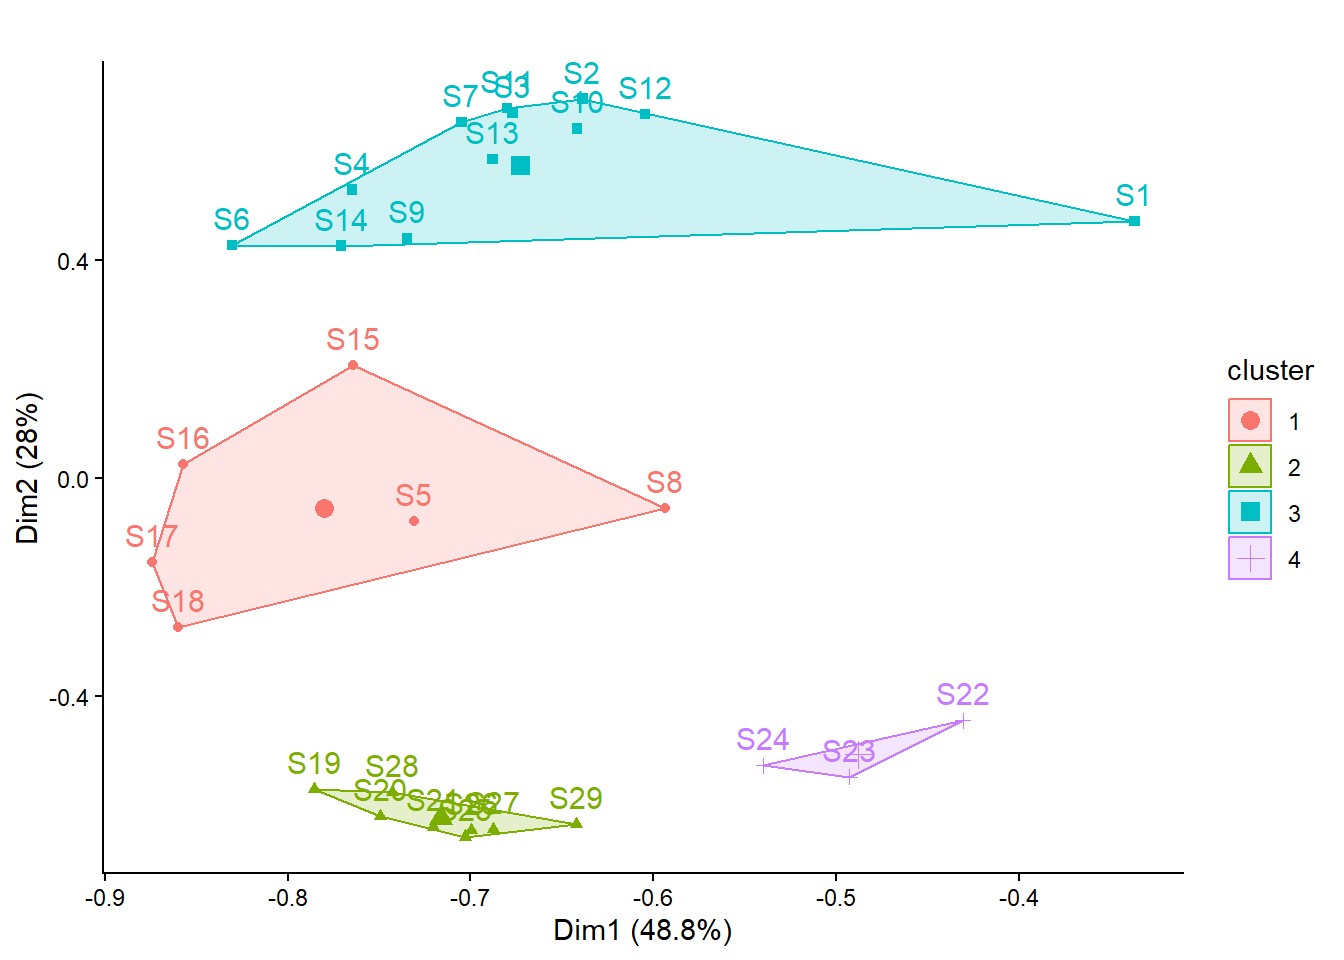 S2
S11
S3
S12
S7
S10
S13
S4
S1
S6
S14
S9
0.4
S15
S16
S8
0.0
S5
S17
S18
-0.4
S22
S24
S23
S19
S28
S20
S29
S27
S21
-0.9
-0.8
-0.7
-0.6
-0.5
-0.4
Dim1 (48.8%)
Dim2 (28%)
cluster
1
2
3
4